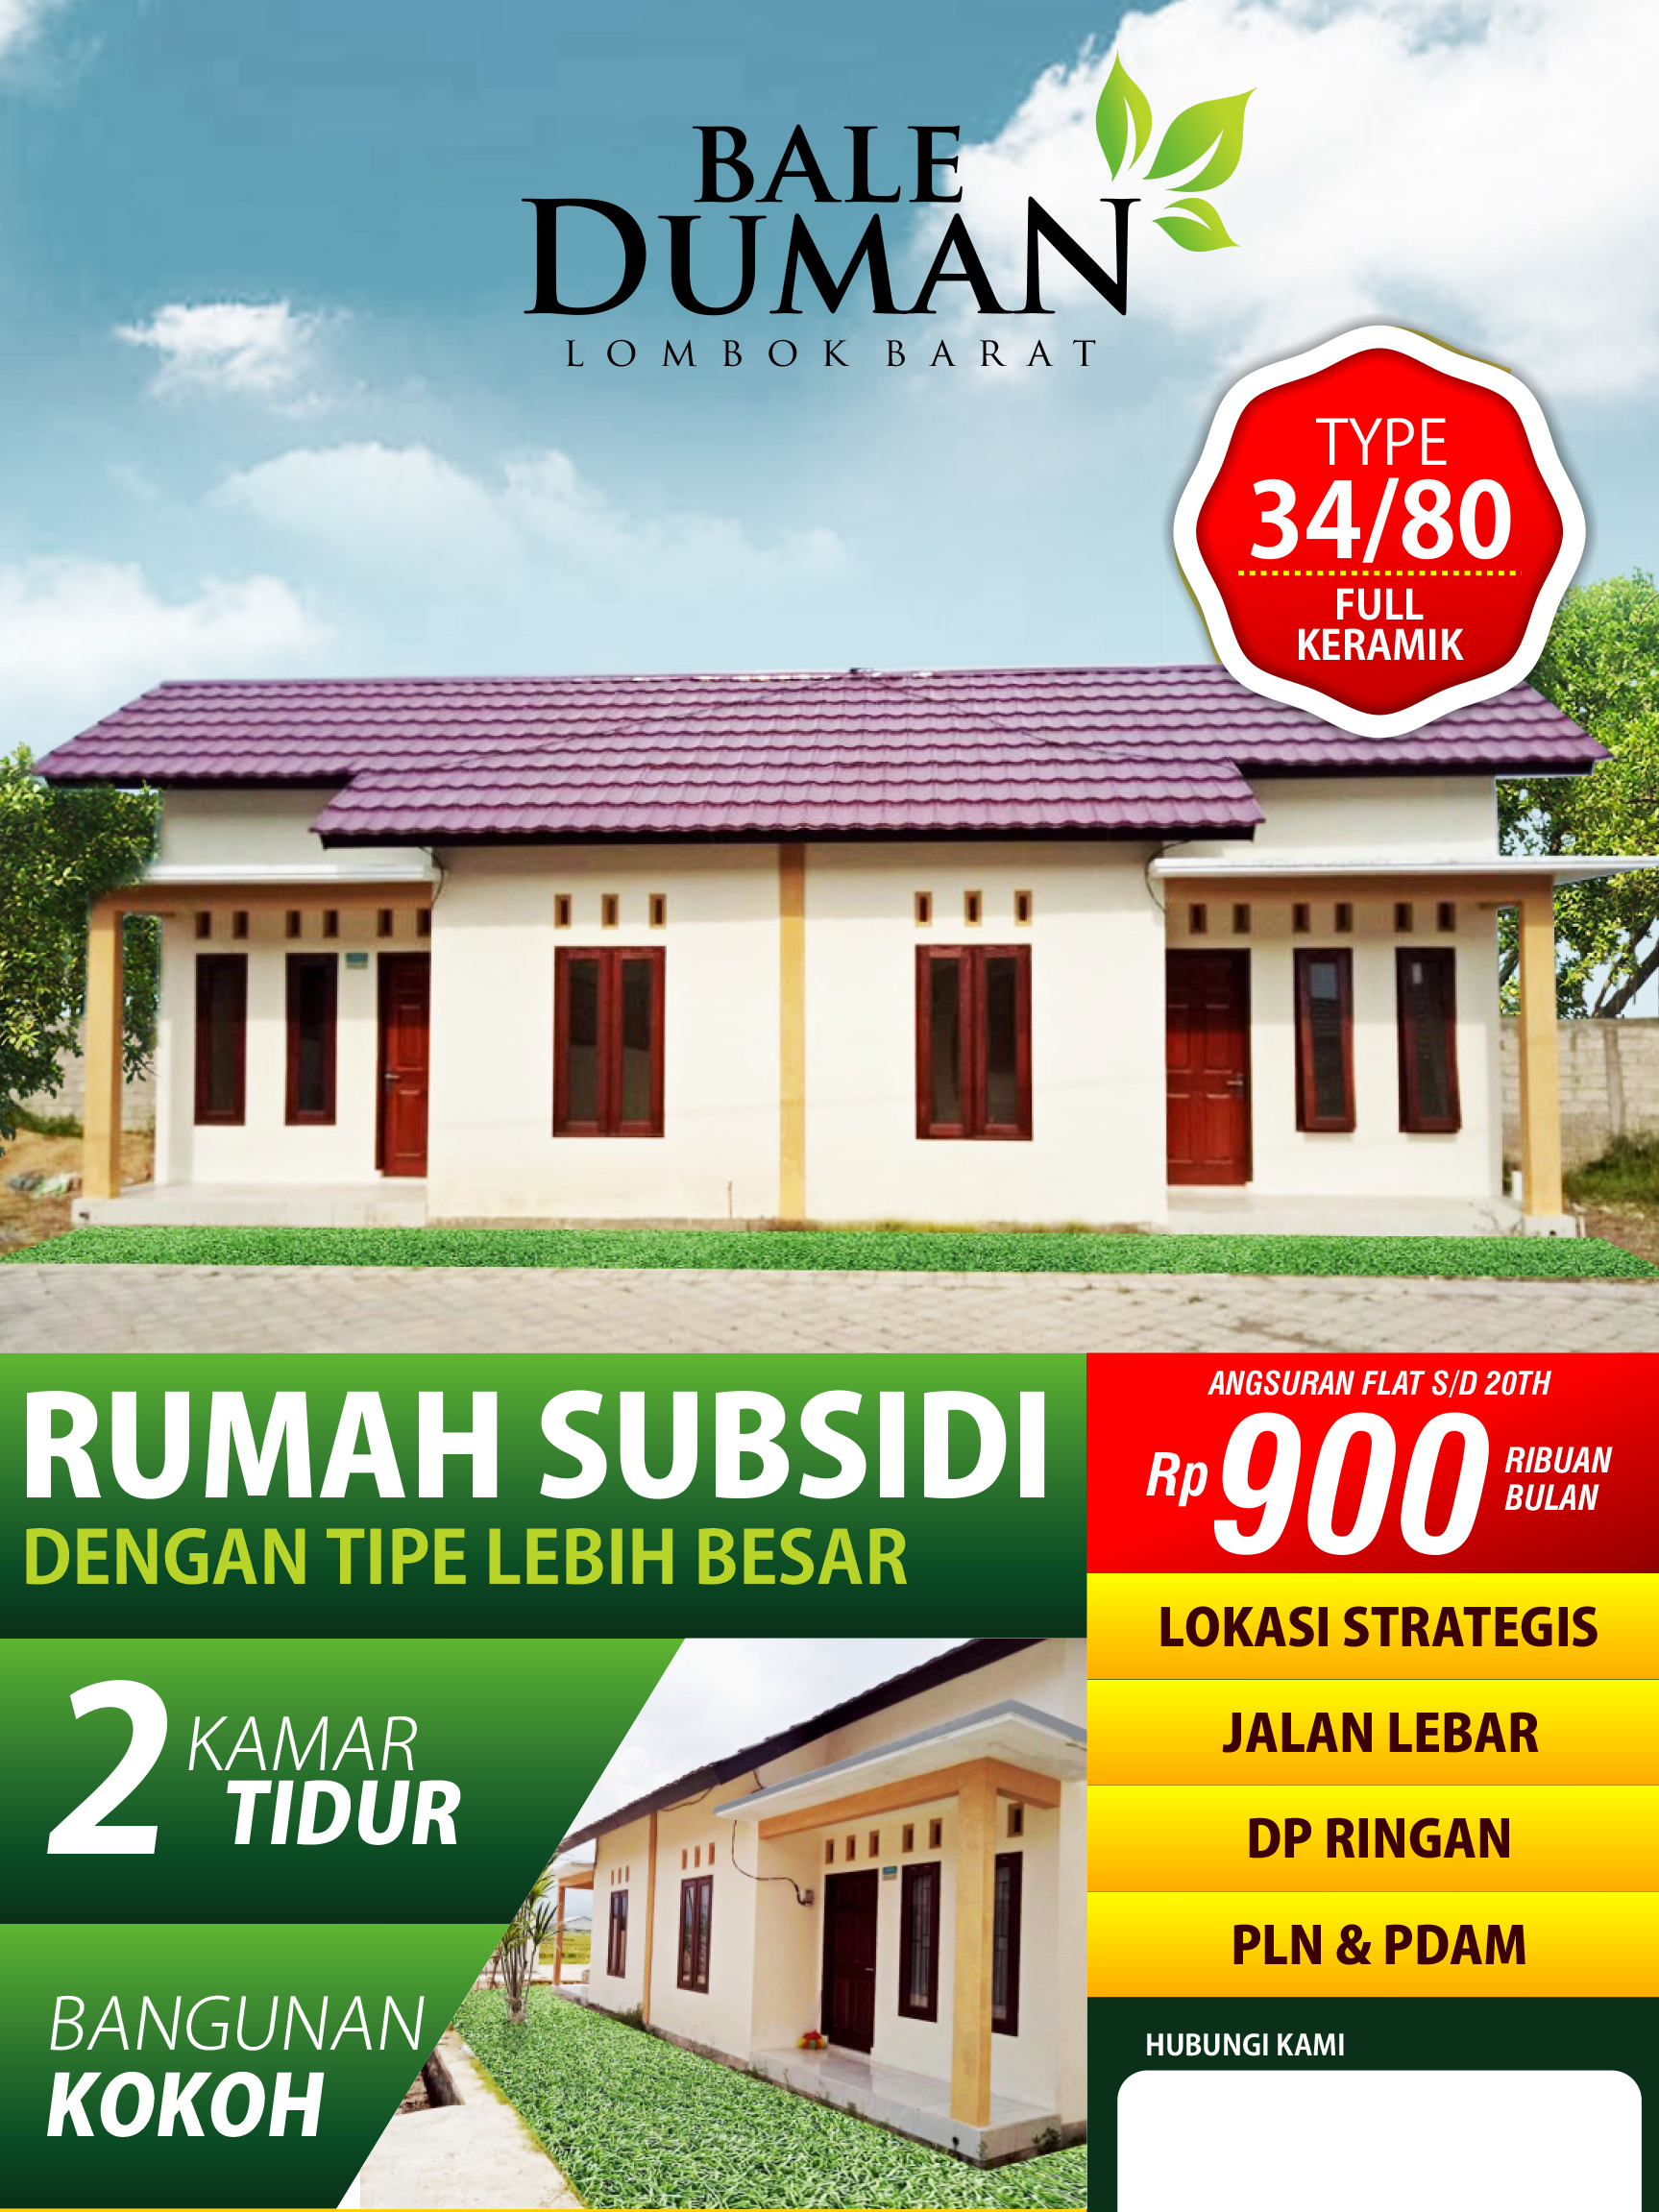 BALE
DUMAN
LOMBOK BARAT
TYPE
34/80
FULL
KERAMIK
RUMAH SUBSIDI
DENGAN TIPE LEBIH BESAR
ANGSURAN FLAT S/D 20TH
Rp 900 RIBUAN
BULAN
LOKASI STRATEGIS
JALAN LEBAR
DP RINGAN
PLN & PDAM
2 KAMAR
TIDUR
BANGUNAN
KOKOH
HUBUNGI KAMI